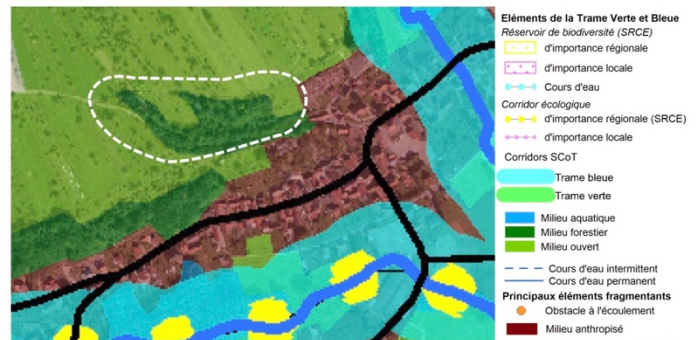 Eléments de la Trame Verte et Bleue
Réservoir de biodiversité (SRCE)
d'importance régionale
d'importance locale
Cours d'eau
Corridor écologique
d'importance régionale (SRCE)
d'importance locale
Corridors SCoT
Trame bleue
Trame verte
Milieu aquatique
Milieu forestier
Milieu ouvert
Cours d'eau intermittent
Cours d'eau permanent
Principaux éléments fragmentants
Obstacle à l'écoulement
Milieu anthropisé